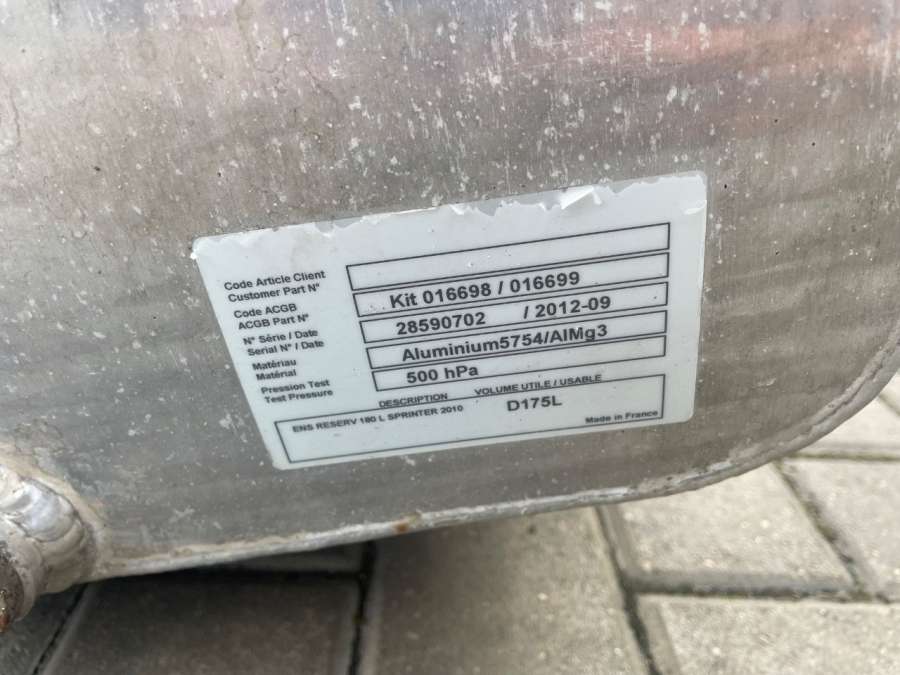 Code Article Client
Customer Part N°
Code ACGB
ACGB Part N°
Kit 016698 / 016699
N° Série / Date
Serial N° / Date
28590702 / 2012-09
Matériau
Matérial
Aluminium5754/AlMg3
Pression Test
Test Pressure
500 hPa
DESCRIPTION VOLUME UTILE / USABLE
ENS RESERV 180 L SPRINTER 2010 D175L
Made in France